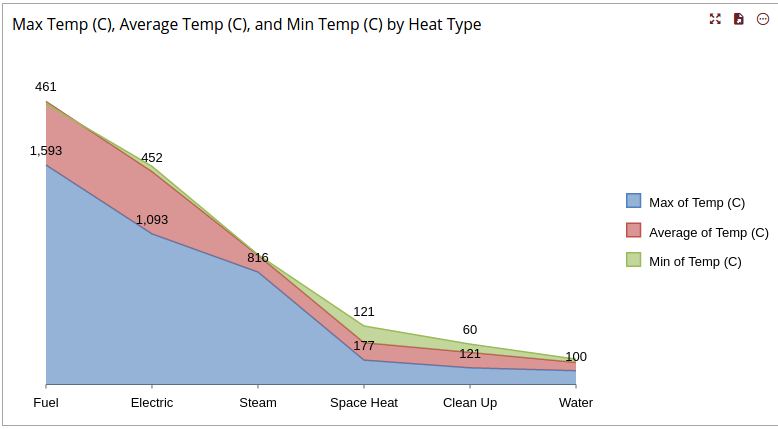 Max Temp (C), Average Temp (C), and Min Temp (C) by Heat Type
461
1,593
452
1,093
816
121
177
60
121
100
Max of Temp (C)
Average of Temp (C)
Min of Temp (C)
Fuel Electric Steam Space Heat Clean Up Water